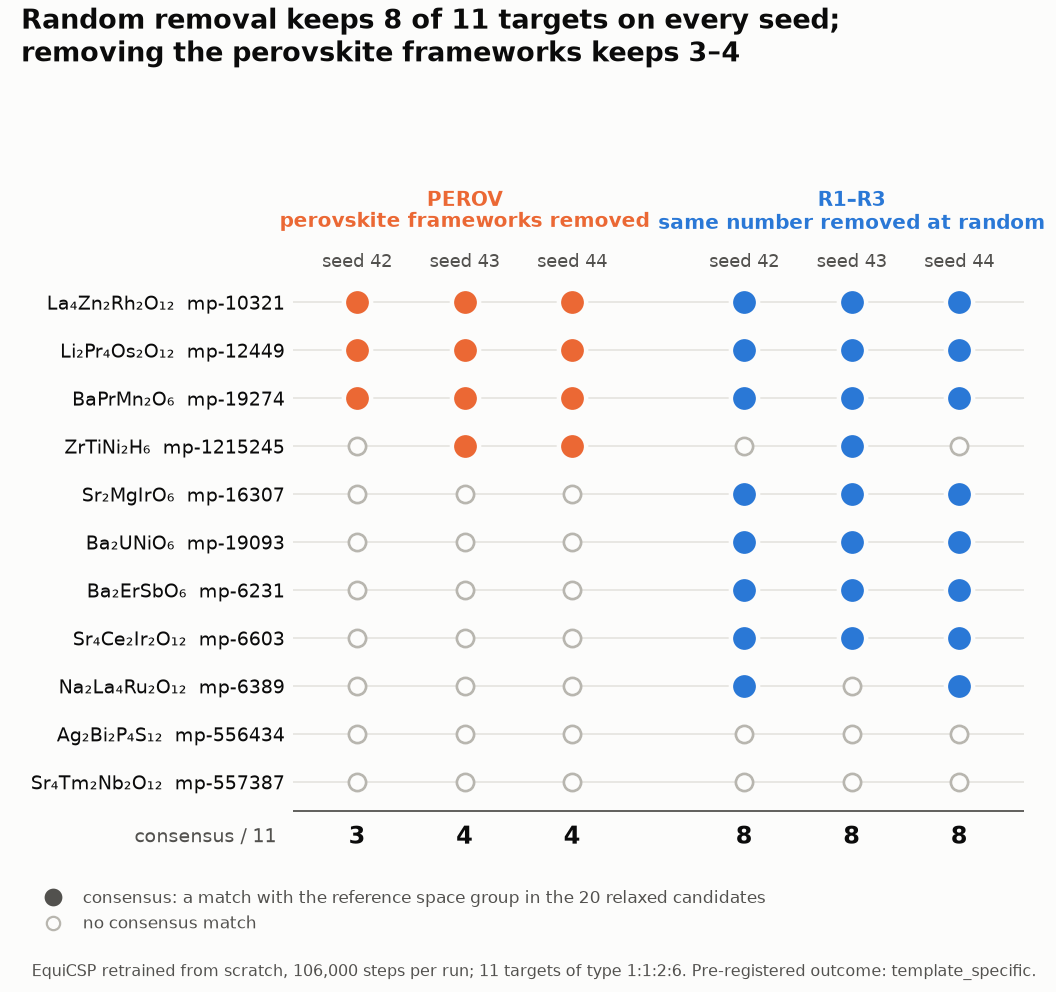 Random removal keeps 8 of 11 targets on every seed;
removing the perovskite frameworks keeps 3–4
PEROV
perovskite frameworks removed
R1–R3
same number removed at random
seed 42 seed 43 seed 44 seed 42 seed 43 seed 44
La₄Zn₂Rh₂O₁₂ mp-10321
Li₂Pr₄Os₂O₁₂ mp-12449
BaPrMn₂O₆ mp-19274
ZrTiNi₂H₆ mp-1215245
Sr₂MgIrO₆ mp-16307
Ba₂UNiO₆ mp-19093
Ba₂ErSbO₆ mp-6231
Sr₄Ce₂Ir₂O₁₂ mp-6603
Na₂La₄Ru₂O₁₂ mp-6389
Ag₂Bi₂P₄S₁₂ mp-556434
Sr₄Tm₂Nb₂O₁₂ mp-557387
consensus / 11 3 4 4 8 8 8
consensus: a match with the reference space group in the 20 relaxed candidates
no consensus match
EquiCSP retrained from scratch, 106,000 steps per run; 11 targets of type 1:1:2:6. Pre-registered outcome: template_specific.